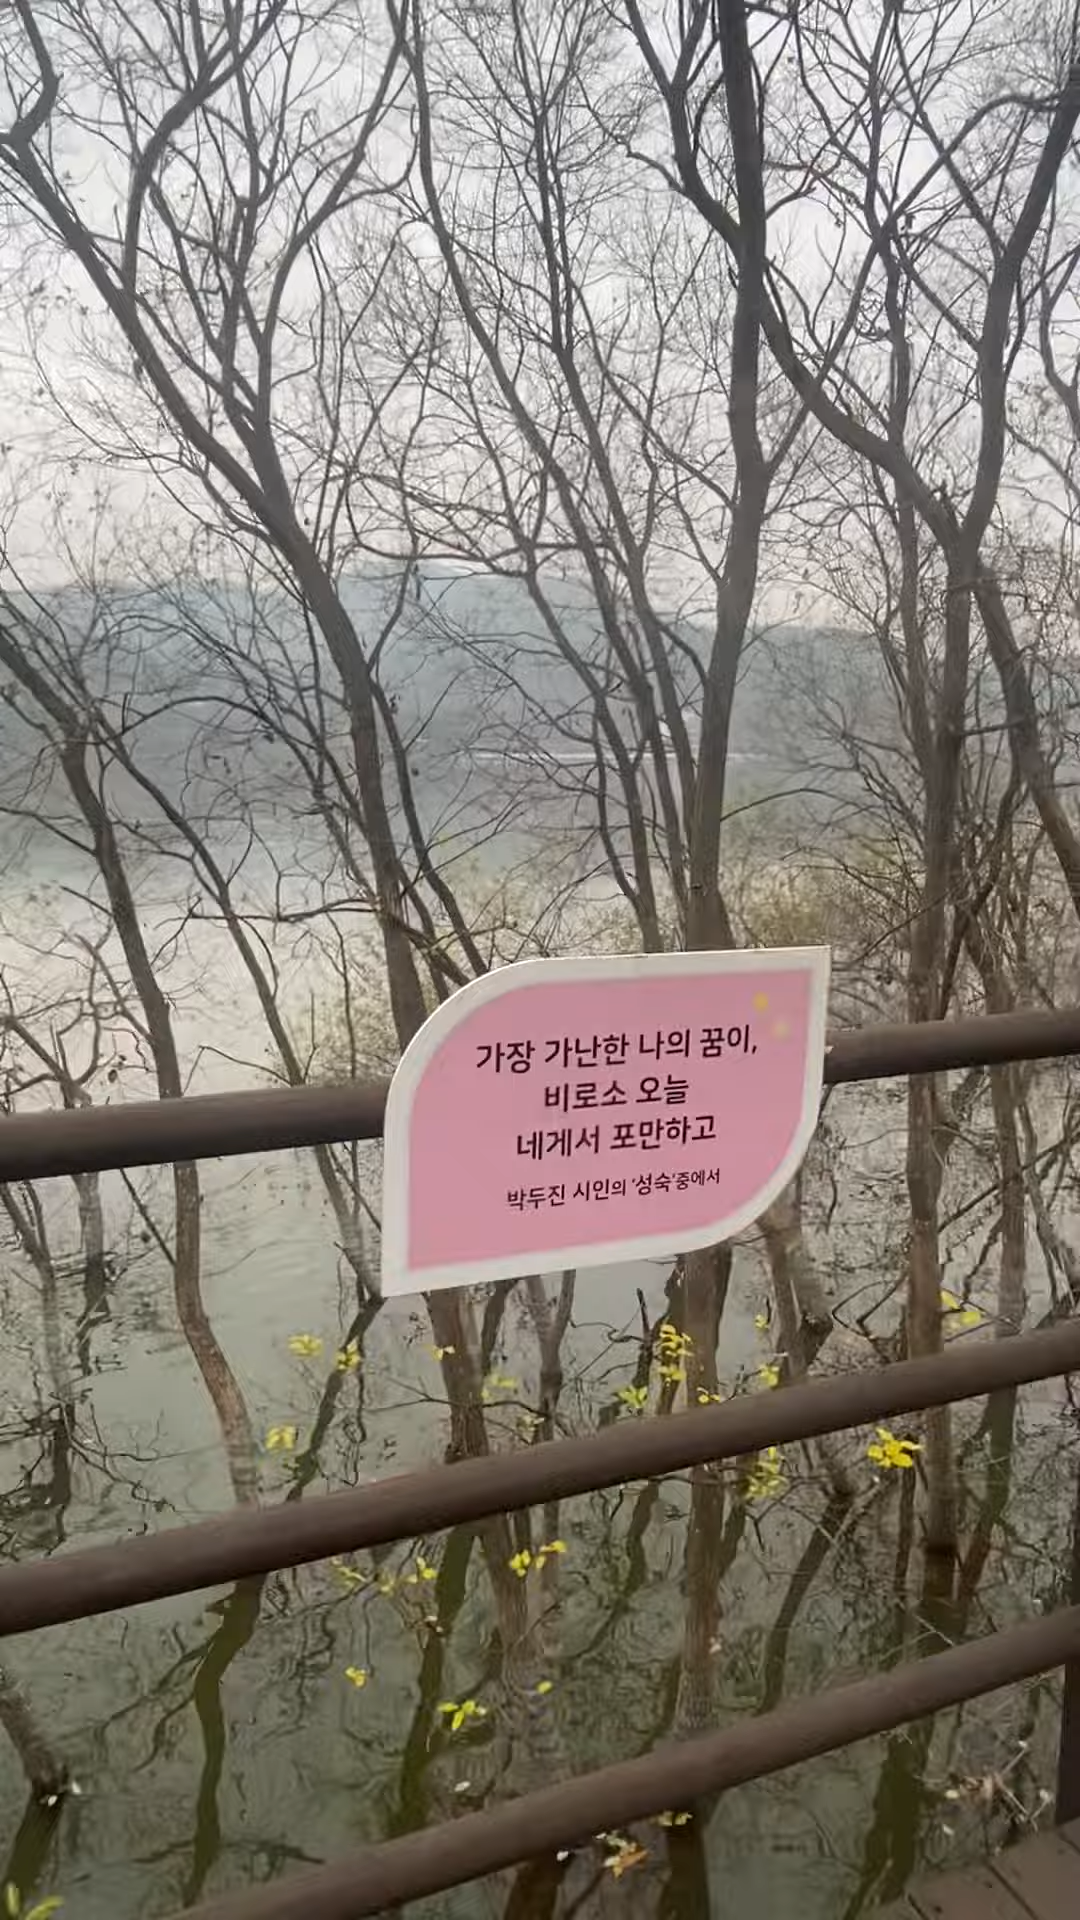 가장 가난한 나의 꿈이,
비로소 오늘
네게서 포만하고
박두진 시인의 '성숙'중에서